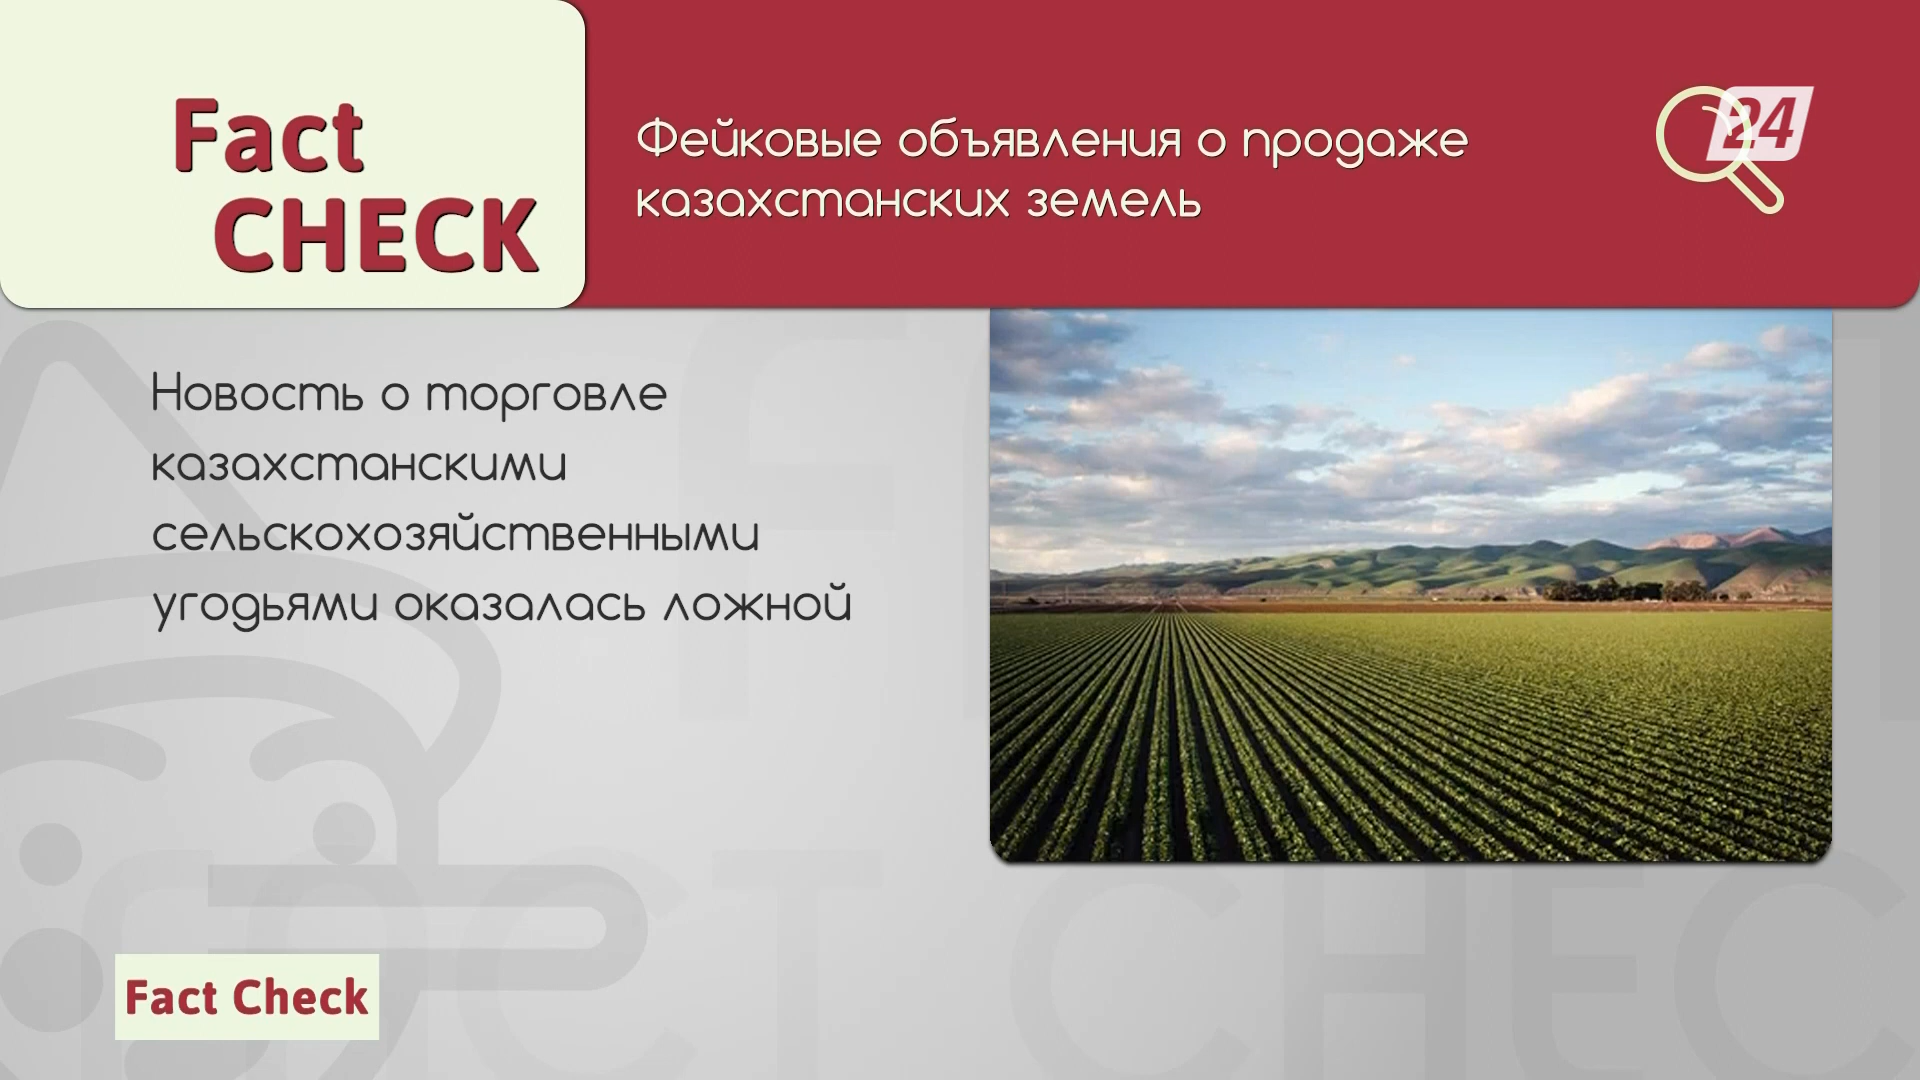 Fact
CHECK
Фейковые объявления о продаже
казахстанских земель
24
Новость о торговле
казахстанскими
сельскохозяйственными
угодьями оказалась ложной
Fact Check